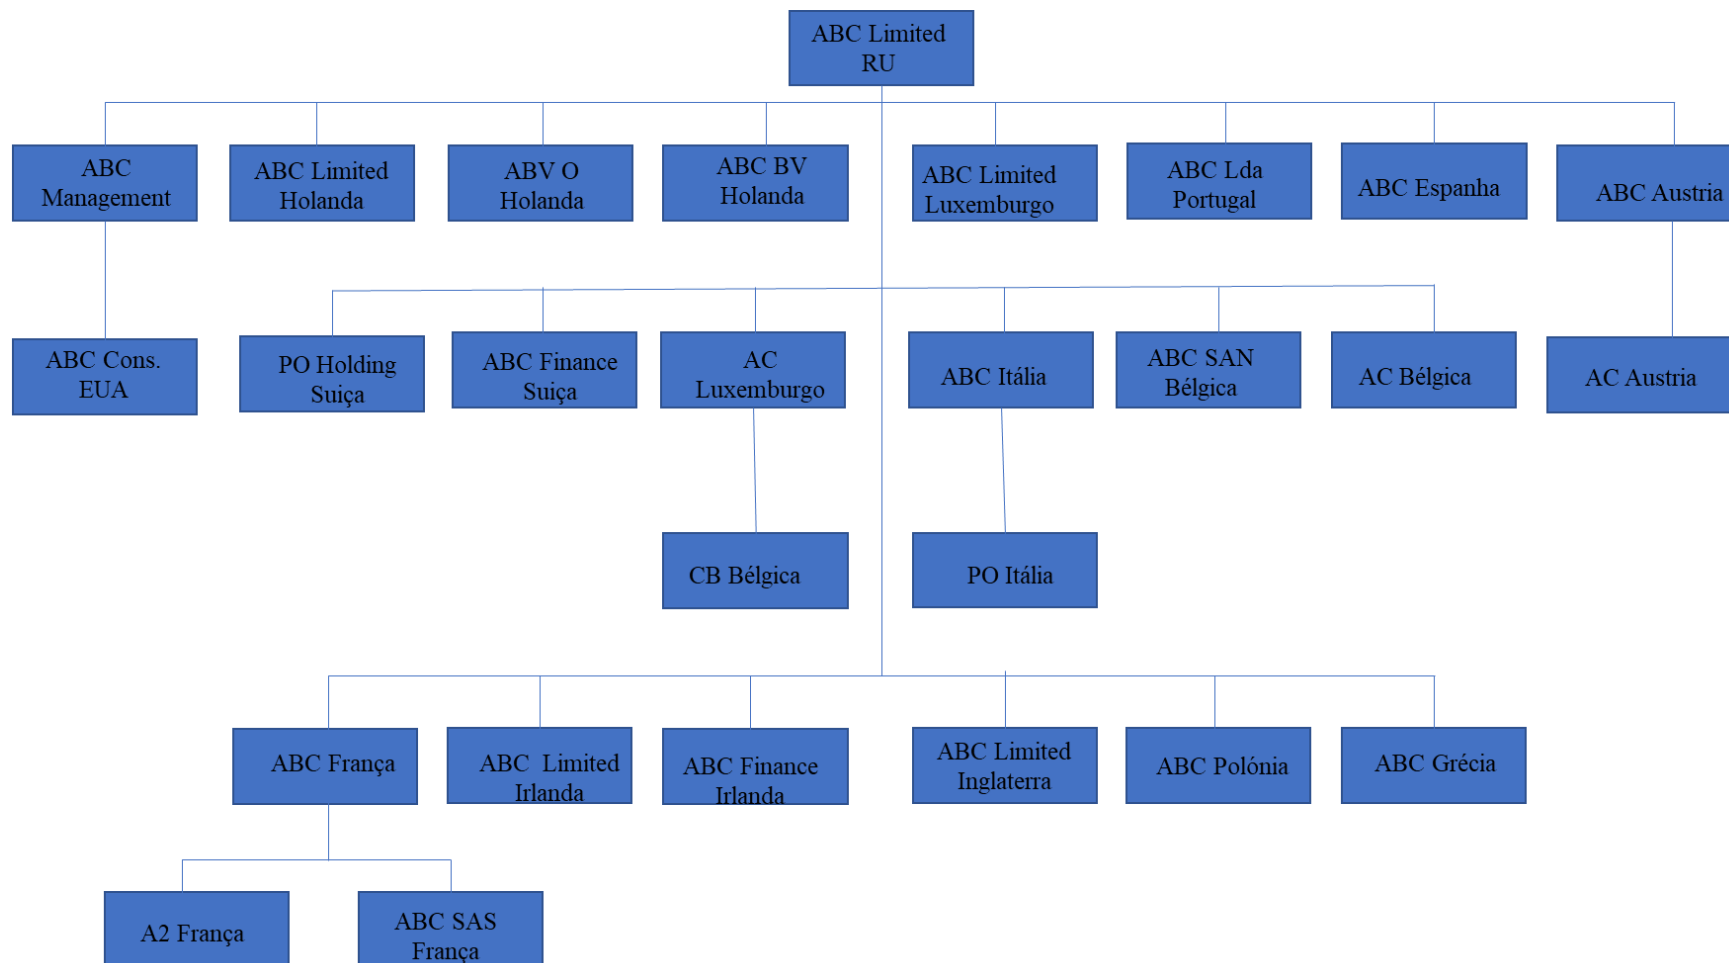 ABC Limited
RU
ABC
Management
ABC Limited
Holanda
ABV O
Holanda
ABC BV
Holanda
ABC Limited
Luxemburgo
ABC Lda
Portugal
ABC Espanha
ABC Austria
ABC Cons.
EUA
PO Holding
Suiça
ABC Finance
Suiça
AC
Luxemburgo
ABC Itália
ABC SAN
Bélgica
AC Bélgica
AC Austria
CB Bélgica
PO Itália
ABC França
ABC  Limited
Irlanda
ABC Finance
Irlanda
ABC Limited
Inglaterra
ABC Polónia
ABC Grécia
A2 França
ABC SAS
França